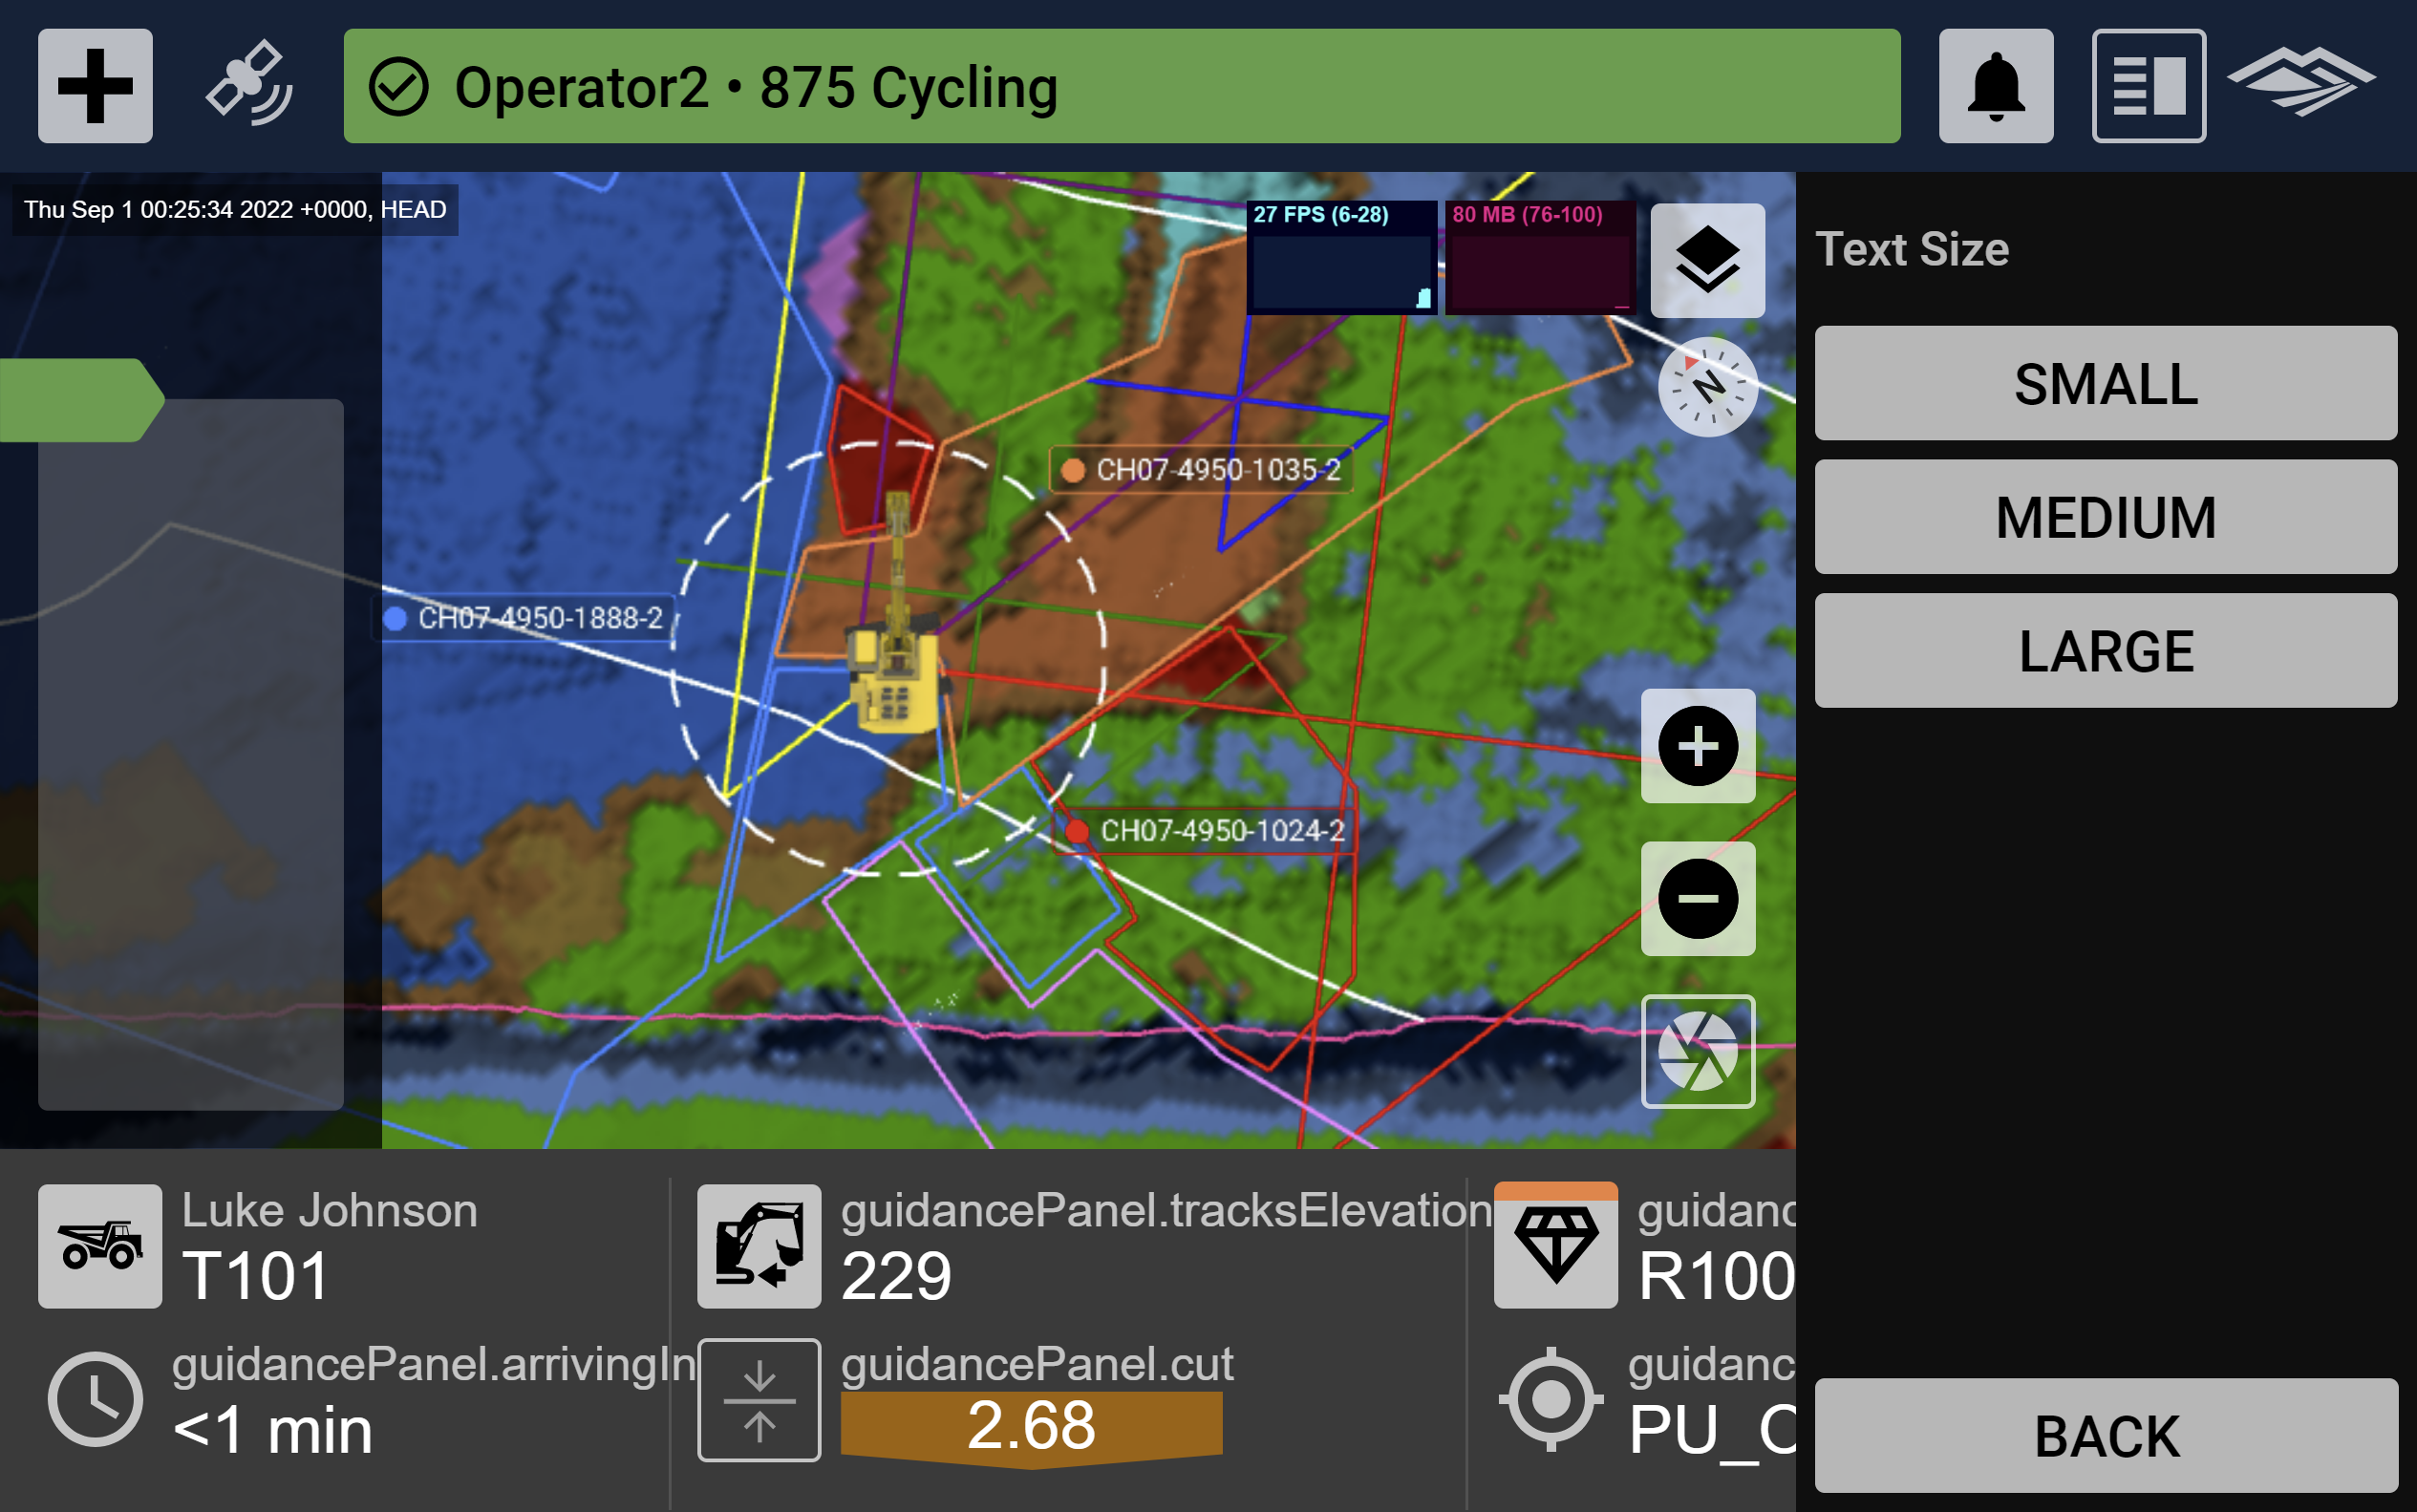 Operator2 • 875 Cycling
Thu Sep 1 00:25:34 2022 +0000, HEAD
27 FPS (6-28)
80 MB (76-100)
N
CH07-4950-1035-2
CH07-4950-1888-2
CH07-4950-1024-2
Text Size
SMALL
MEDIUM
LARGE
BACK
Luke Johnson
T101
guidancePanel.arrivingIn
<1 min
guidancePanel.tracksElevation
229
guidancePanel.cut
2.68
guidanc
R100
guidanc
PU_C